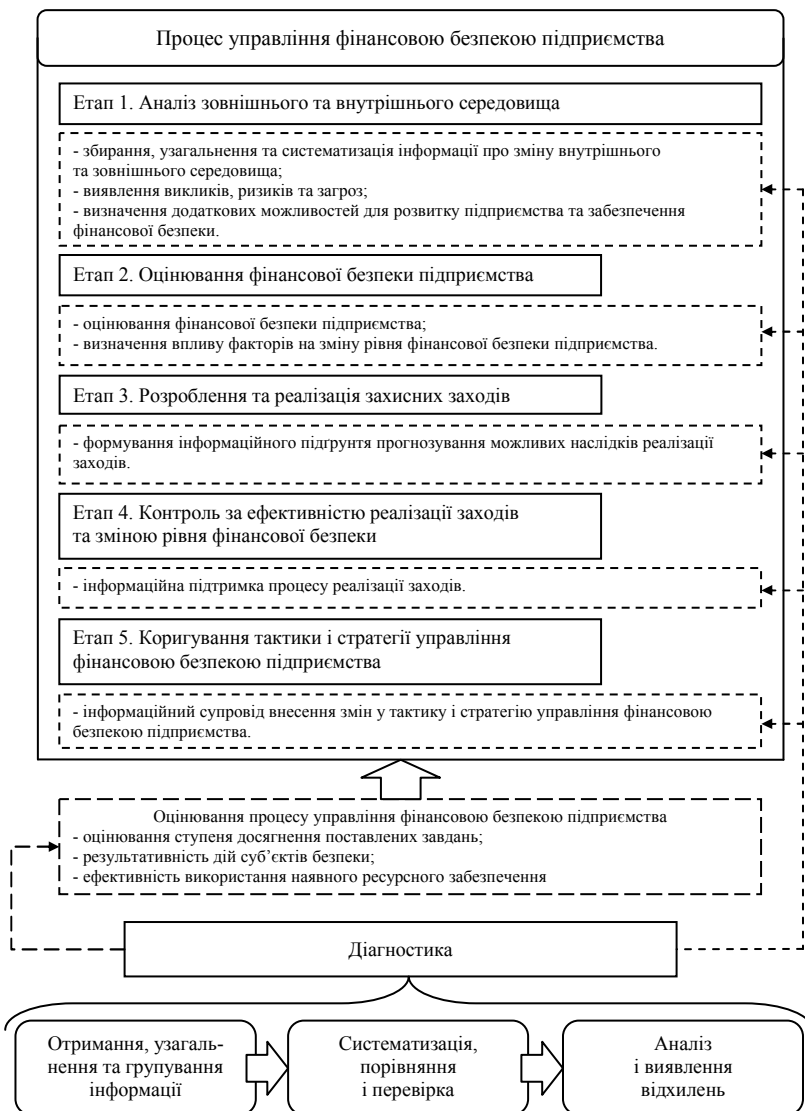 Процес управління фінансовою безпекою підприємства
Етап 1. Аналіз зовнішнього та внутрішнього середовища
- збирання, узагальнення та систематизація інформації про зміну внутрішнього
та зовнішнього середовища;
- виявлення викликів, ризиків та загроз;
- визначення додаткових можливостей для розвитку підприємства та забезпечення
фінансової безпеки.
Етап 2. Оцінювання фінансової безпеки підприємства
- оцінювання фінансової безпеки підприємства;
- визначення впливу факторів на зміну рівня фінансової безпеки підприємства.
Етап 3. Розроблення та реалізація захисних заходів
- формування інформаційного підґрунтя прогнозування можливих наслідків реалізації
заходів.
Етап 4. Контроль за ефективністю реалізації заходів
та зміною рівня фінансової безпеки
- інформаційна підтримка процесу реалізації заходів.
Етап 5. Коригування тактики і стратегії управління
фінансовою безпекою підприємства
- інформаційний супровід внесення змін у тактику і стратегію управління фінансовою
безпекою підприємства.
Оцінювання процесу управління фінансовою безпекою підприємства
- оцінювання ступеня досягнення поставлених завдань;
- результативність дій суб’єктів безпеки;
- ефективність використання наявного ресурсного забезпечення
Діагностика
Отримання, узагаль-
нення та групування
інформації
Систематизація,
порівняння
і перевірка
Аналіз
і виявлення
відхилень